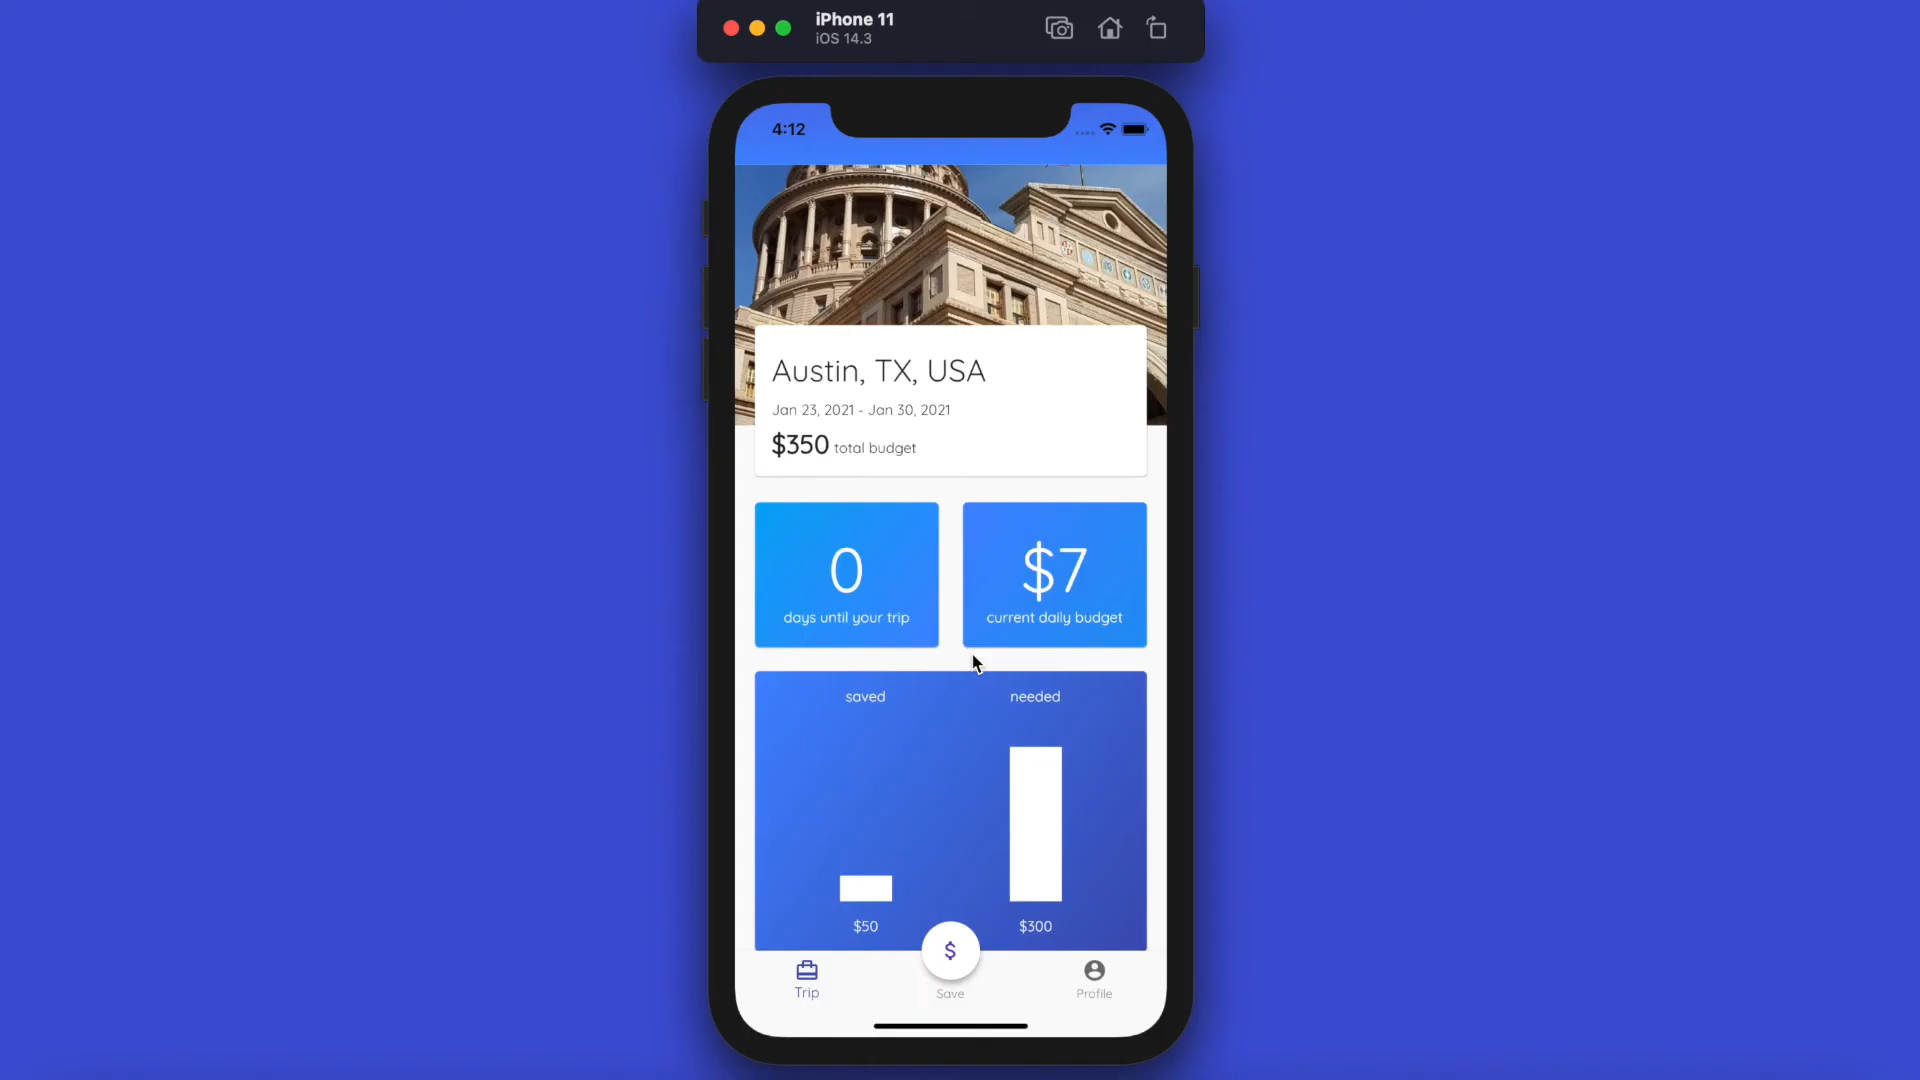 iPhone 11
iOS 14.3
4:12
Austin, TX, USA
Jan 23, 2021 - Jan 30, 2021
$350 total budget
0
days until your trip
$7
current daily budget
saved
needed
$50
$300
$
Trip
Save
Profile